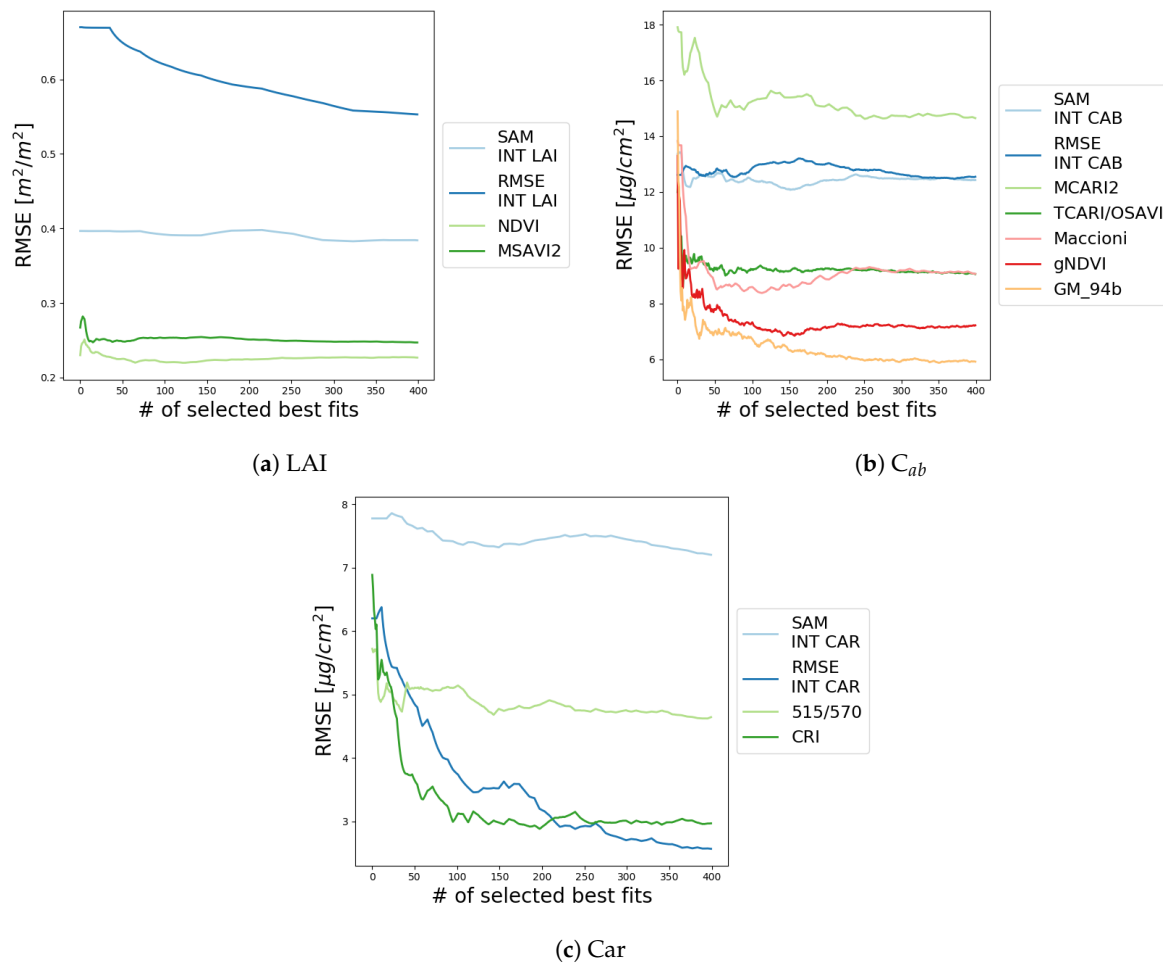 0.6
0.5
0.4
0.3
0.2
RMSE [m²/m²]
0 50 100 150 200 250 300 350 400
# of selected best fits
SAM
INT LAI
RMSE
INT LAI
NDVI
MSAVI2
(a) LAI
18
16
14
12
10
8
6
RMSE [µg/cm²]
0 50 100 150 200 250 300 350 400
# of selected best fits
SAM
INT CAB
RMSE
INT CAB
MCARI2
TCARI/OSAVI
Maccioni
gNDVI
GM_94b
(b) Cab
8
7
6
5
4
3
RMSE [µg/cm²]
0 50 100 150 200 250 300 350 400
# of selected best fits
SAM
INT CAR
RMSE
INT CAR
515/570
CRI
(c) Car